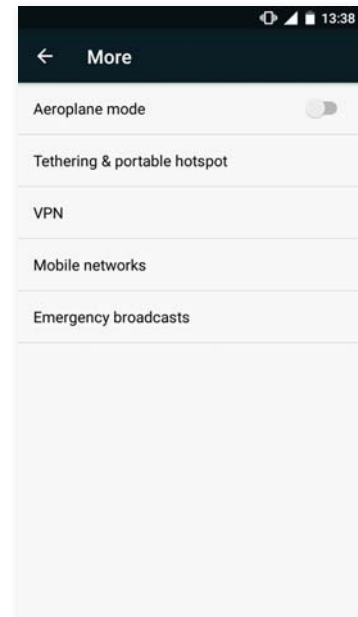 13:38
More
Aeroplane mode
Tethering & portable hotspot
VPN
Mobile networks
Emergency broadcasts